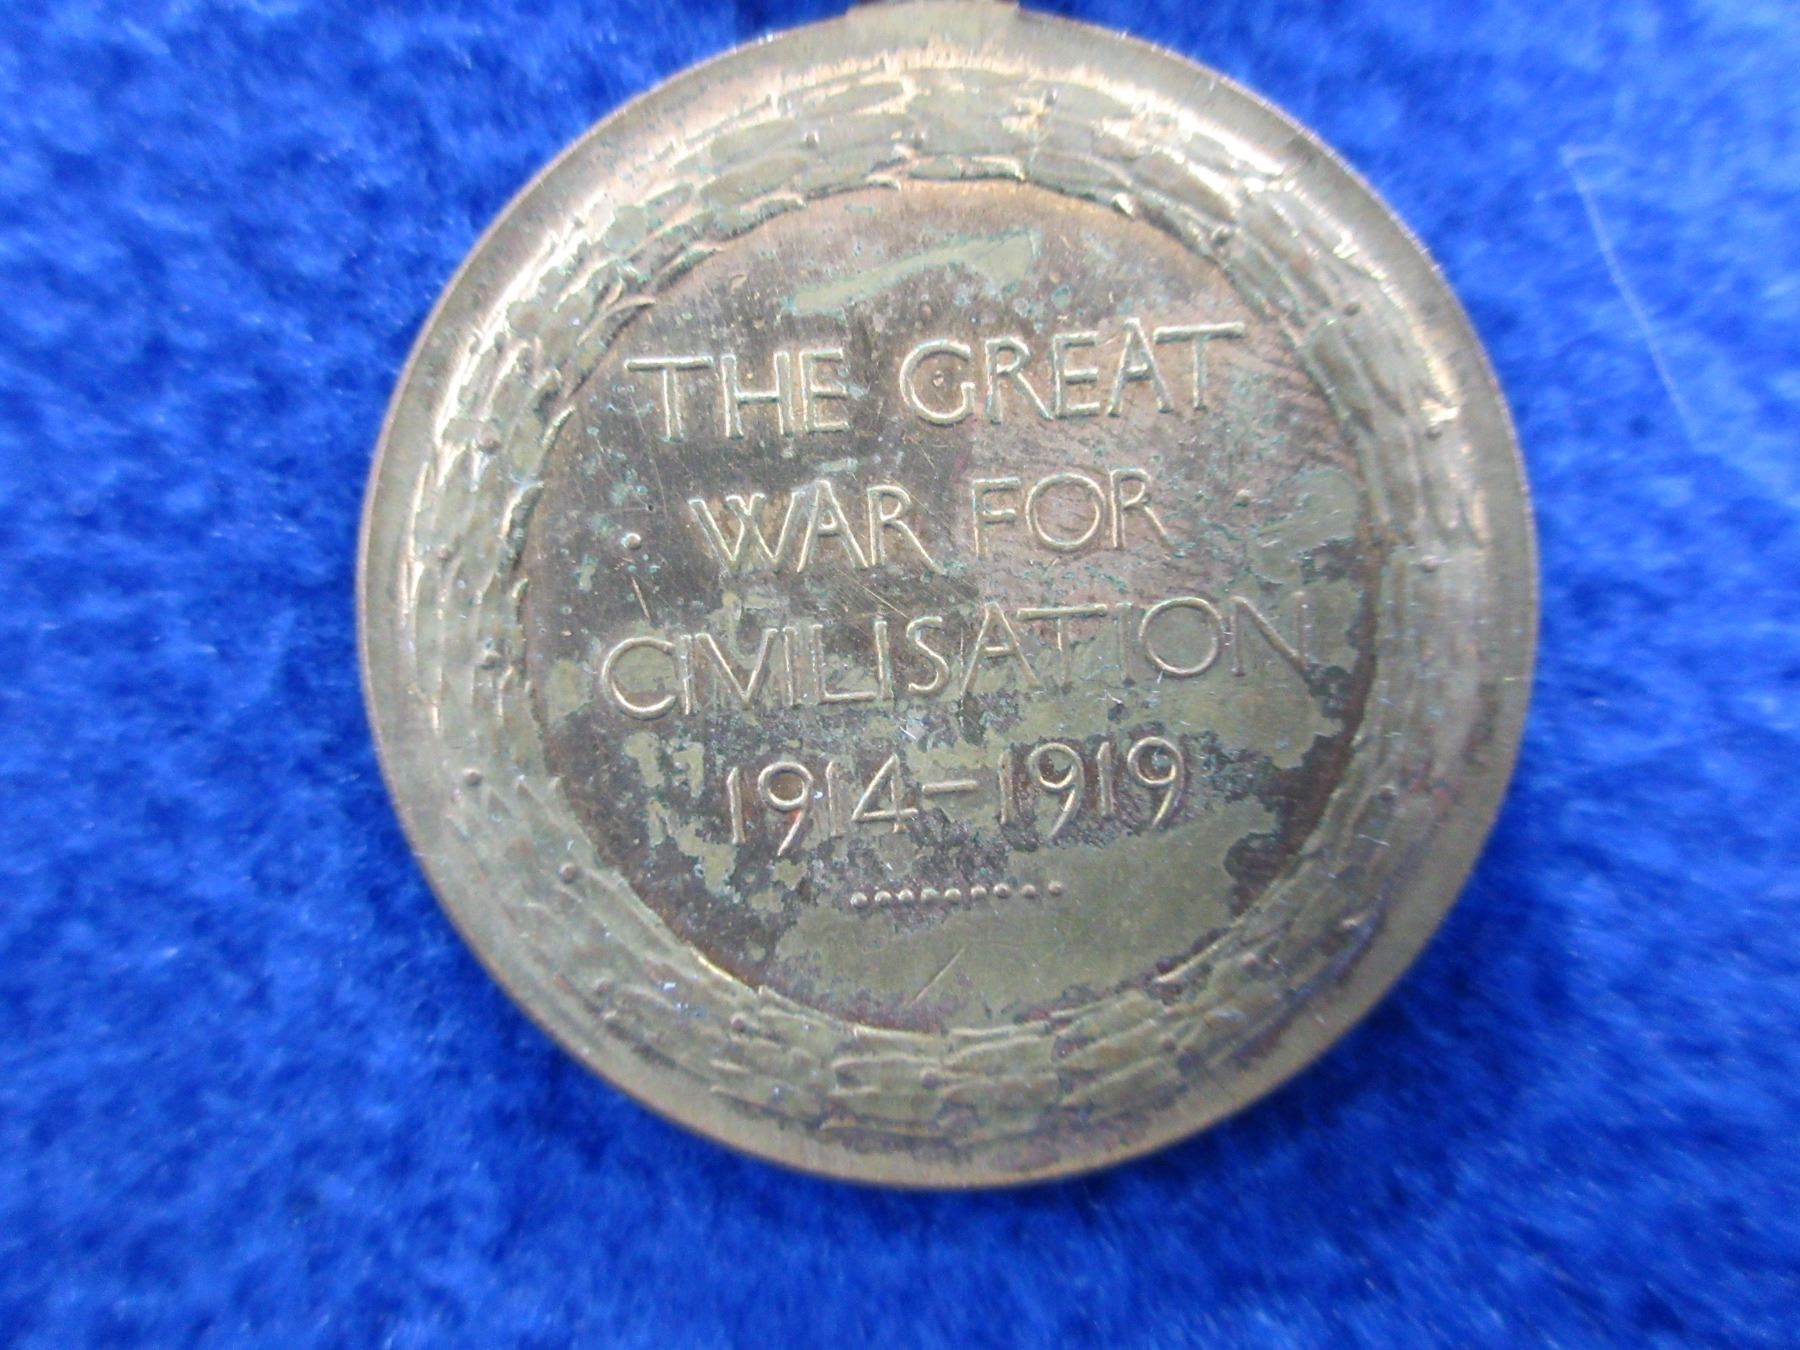 THE GREAT
WAR FOR
CIVILISATION
1914-1919